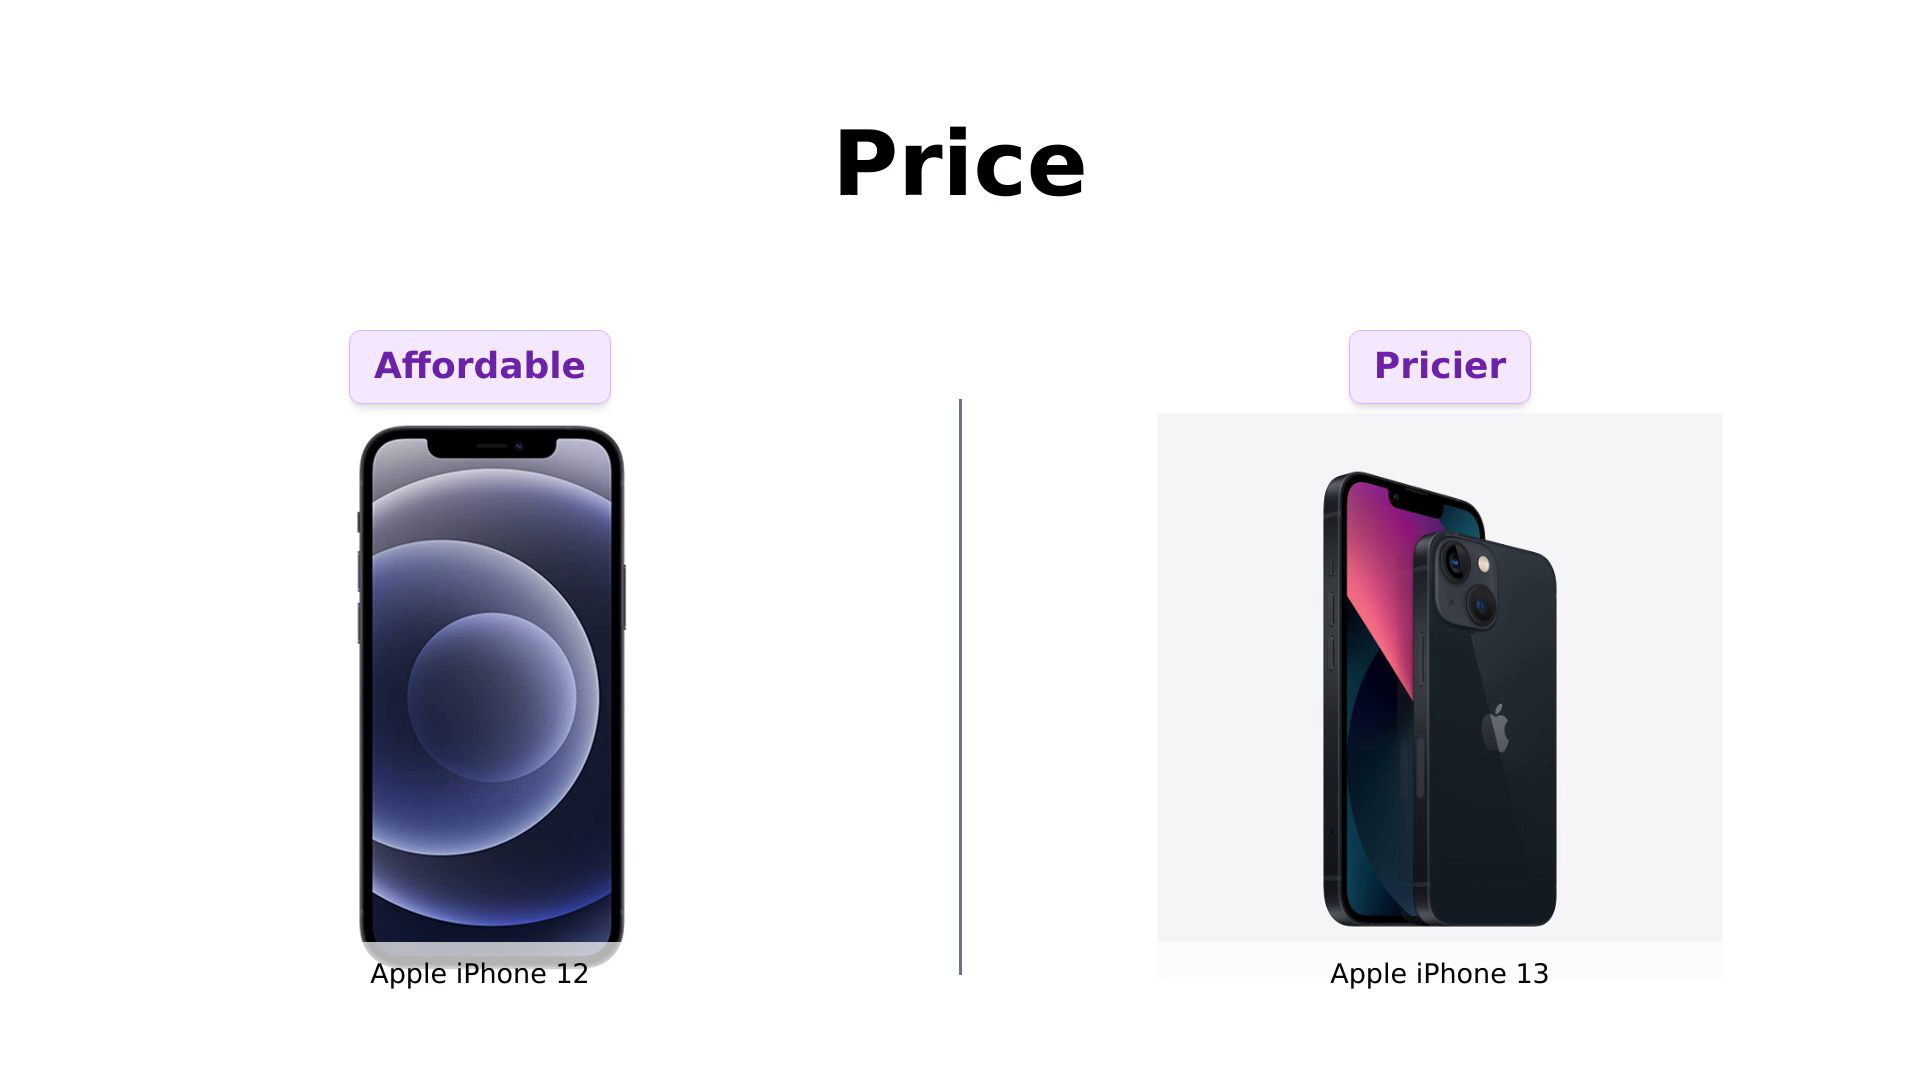 Price
Affordable
Pricier
Apple iPhone 12
Apple iPhone 13